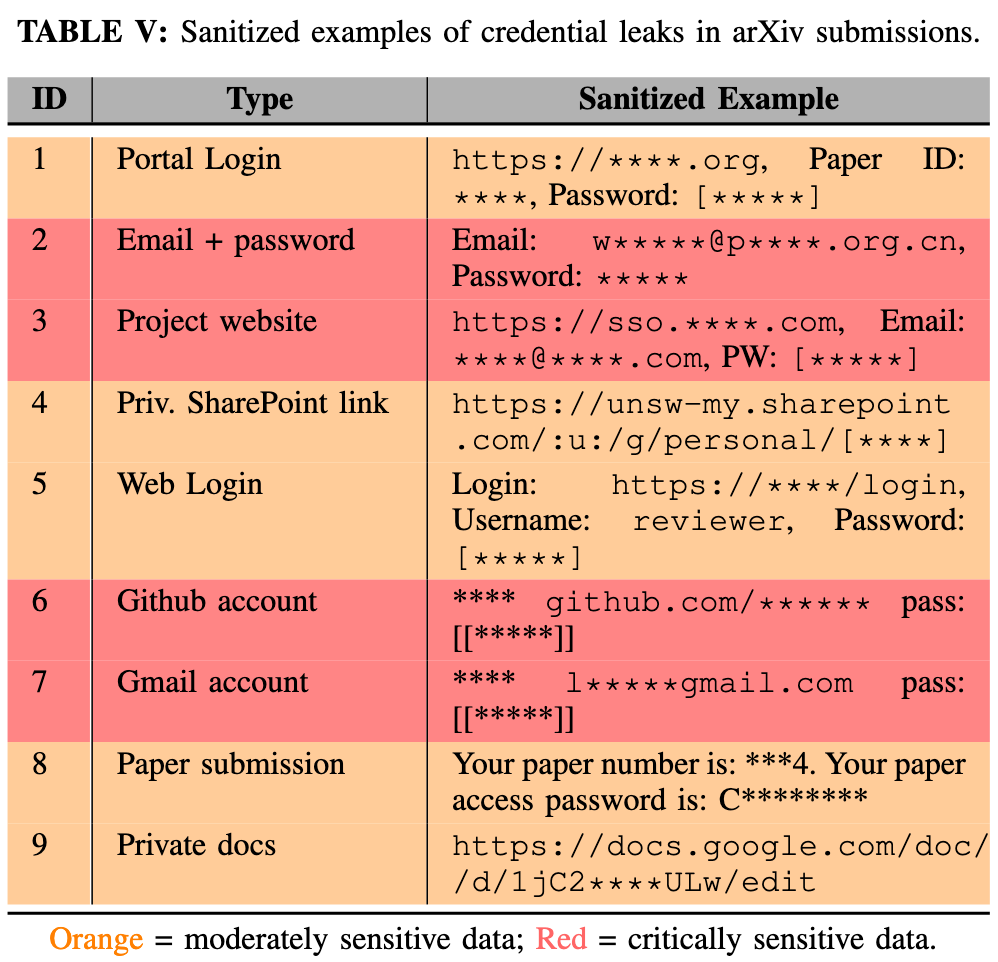 TABLE V: Sanitized examples of credential leaks in arXiv submissions.
ID Type Sanitized Example
1 Portal Login https://****.org, Paper ID:
****, Password: [*****]
2 Email + password Email: w*****@p****.org.cn,
Password: *****
3 Project website https://sso.****.com, Email:
****@****.com, PW: [*****]
4 Priv. SharePoint link https://unsw-my.sharepoint
.com/:u:/g/personal/[****]
5 Web Login Login: https://****/login,
Username: reviewer, Password:
[*****]
6 Github account **** github.com/****** pass:
[[*****]]
7 Gmail account **** l*****gmail.com pass:
[[*****]]
8 Paper submission Your paper number is: ***4. Your paper
access password is: C********
9 Private docs https://docs.google.com/doc/
/d/1jC2****ULw/edit
Orange = moderately sensitive data; Red = critically sensitive data.